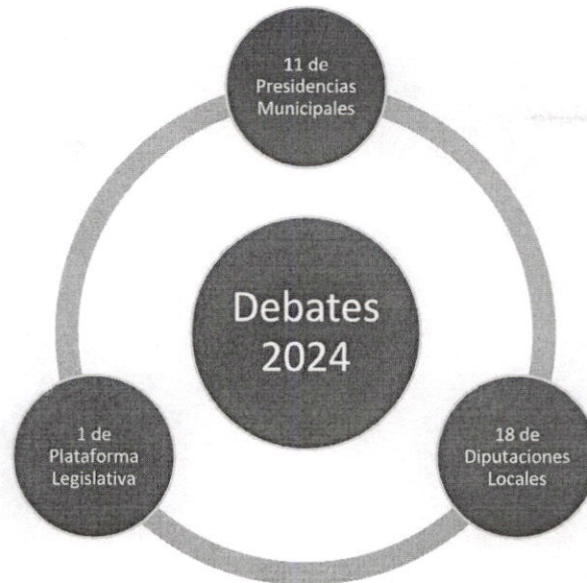 11 de
Presidencias
Municipales
Debates
2024
1 de
Plataforma
Legislativa
18 de
Diputaciones
Locales